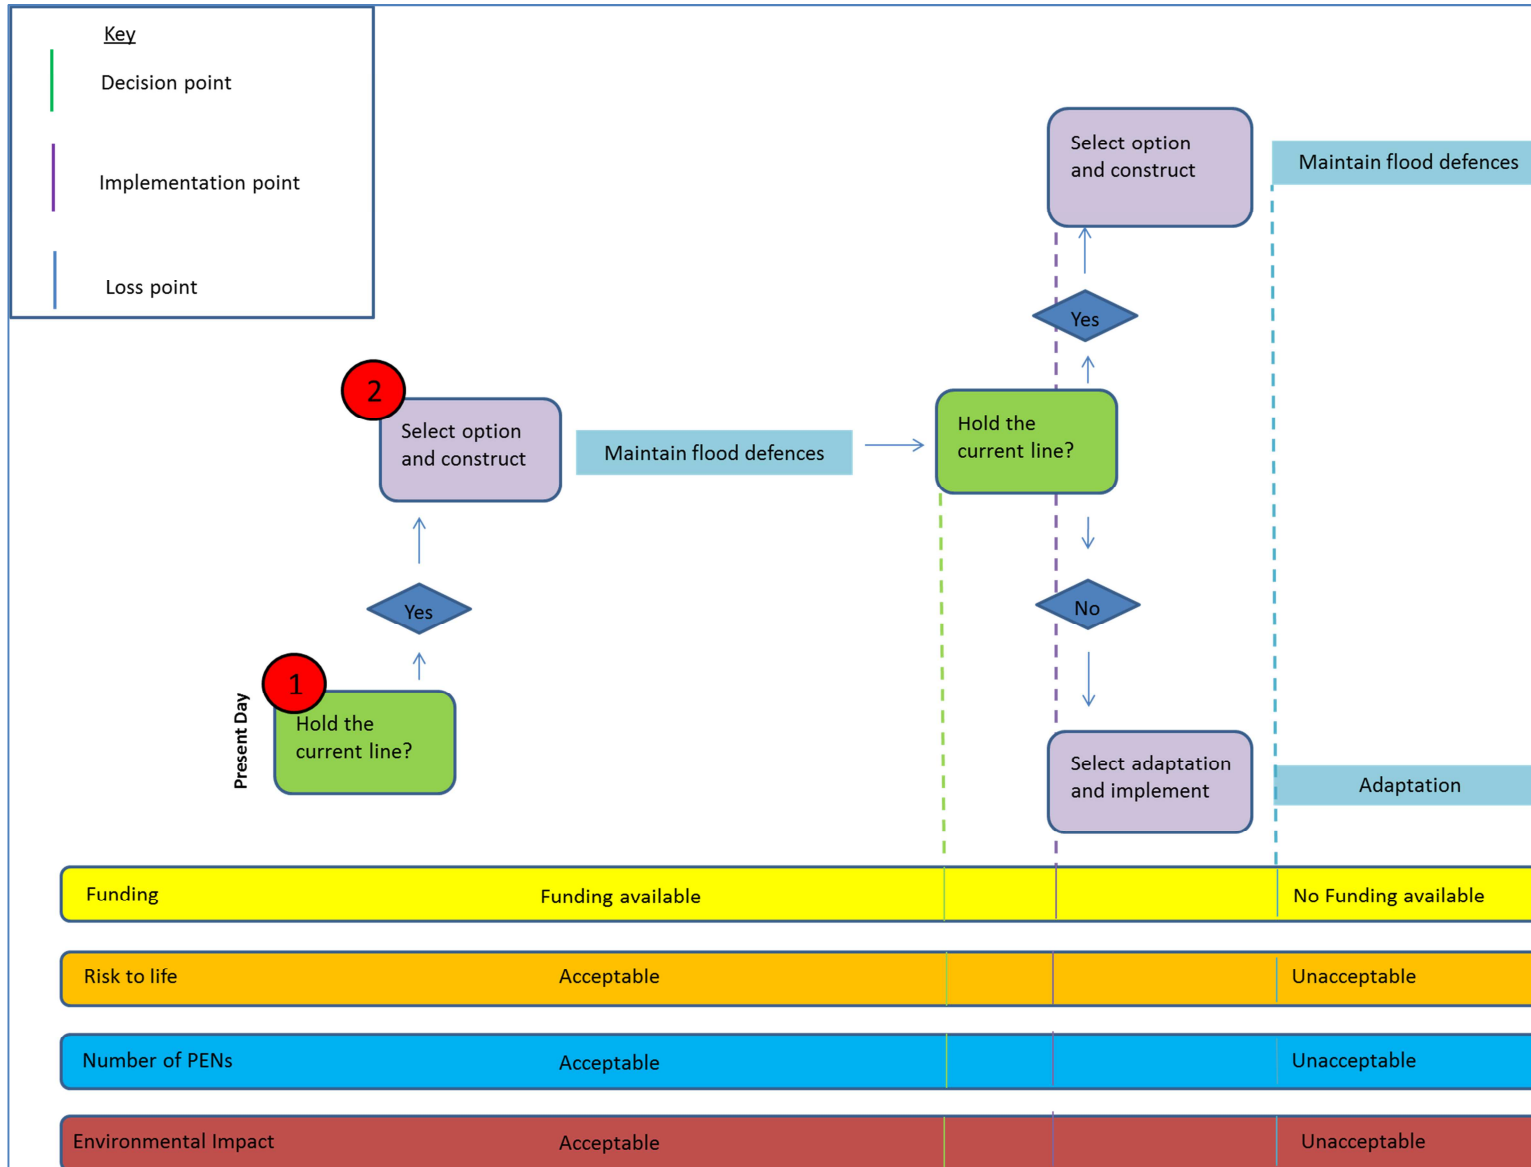 Key
Decision point
Implementation point
Loss point
Select option
and construct
Maintain flood defences
Yes
2
Select option
and construct
Maintain flood defences
Hold the
current line?
Yes
No
1
Present Day
Hold the
current line?
Select adaptation
and implement
Adaptation
Funding
Funding available
No Funding available
Risk to life
Acceptable
Unacceptable
Number of PENs
Acceptable
Unacceptable
Environmental Impact
Acceptable
Unacceptable